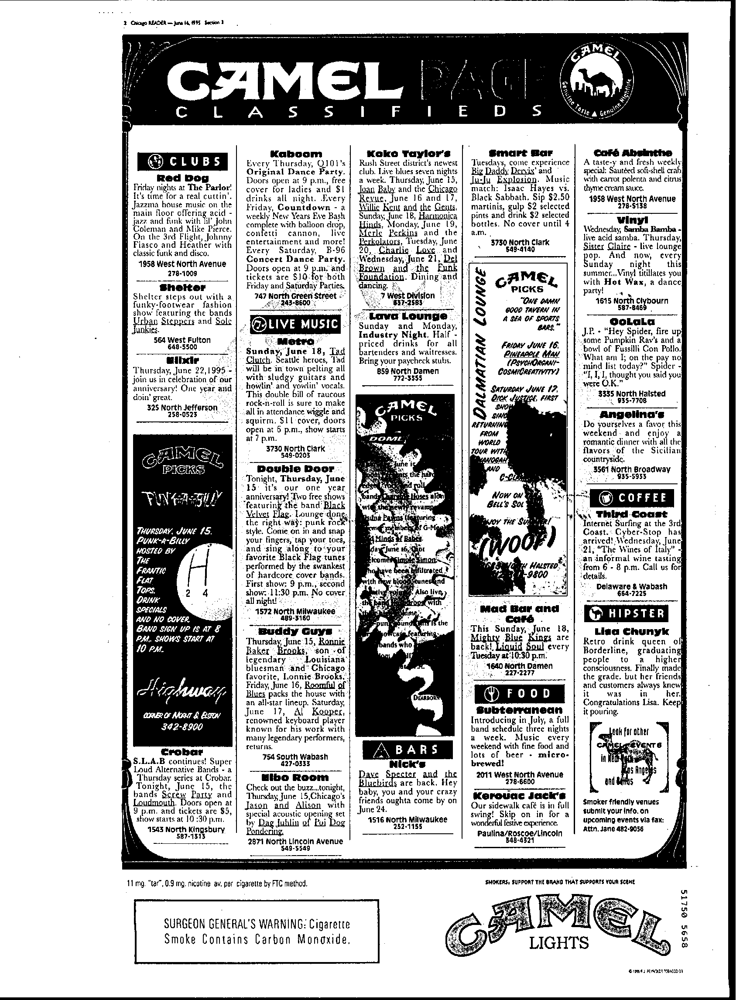 2 Chicago READER — June 16, 1995 Section 3
CAMEL PAGE
CLASSIFIEDS
CAMEL
Genuine Taste ▲ Genuine Nightlife
CLUBS
Red Dog
Friday nights at The Parlor!
It's time for a real cuttin'.
Jazzma house music on the
main floor offering acid -
jazz and funk with lil' John
Coleman and Mike Pierce.
On the 3rd Flight, Johnny
Fiasco and Heather with
classic funk and disco.
1958 West North Avenue
278-1009
Shelter
Shelter steps out with a
funky-footwear fashion
show featuring the bands
Urban Steppers and Sole
Junkies.
564 West Fulton
648-5500
Elixir
Thursday, June 22,1995 -
join us in celebration of our
anniversary! One year and
doin' great.
325 North Jefferson
258-0523
CAMEL
PICKS
FUNK-A-BILLY
THURSDAY, JUNE 15.
PUNK-A-BILLY
HOSTED BY
THE
FRANTIC
FLAT
TOPS.
DRINK
SPECIALS
AND NO COVER.
BAND SIGN UP IS AT 8
P.M. SHOWS START AT
10 PM.
H
2 4
Highway
CORNER OF NORTH & ELSTON
342-8900
Crobar
S.L.A.B continues! Super
Loud Alternative Bands - a
Thursday series at Crobar.
Tonight, June 15, the
bands Screw Party and
Loudmouth. Doors open at
9 p.m. and tickets are $5,
show starts at 10 :30 p.m.
1543 North Kingsbury
587-1313
Kaboom
Every Thursday, Q101's
Original Dance Party.
Doors open at 9 p.m., free
cover for ladies and $1
drinks all night. Every
Friday, Countdown - a
weekly New Years Eve Bash
complete with balloon drop,
confetti cannon, live
entertainment and more!
Every Saturday, B-96
Concert Dance Party.
Doors open at 9 p.m. and
tickets are $10 for both
Friday and Saturday Parties.
747 North Green Street
243-8600
LIVE MUSIC
Metro
Sunday, June 18, Tad
Clutch. Seattle heroes, Tad
will be in town pelting all
with sludgy guitars and
howlin' and yowlin' vocals.
This double bill of raucous
rock-n-roll is sure to make
all in attendance wiggle and
squirm. $11 cover, doors
open at 6 p.m., show starts
at 7 p.m.
3730 North Clark
549-0203
Double Door
Tonight, Thursday, June
15 it's our one year
anniversary! Two free shows
featuring the band Black
Velvet Flag. Lounge done
the right way: punk rock
style. Come on in and snap
your fingers, tap your toes,
and sing along to your
favorite Black Flag tunes
performed by the swankest
of hardcore cover bands.
First show: 9 p.m., second
show: 11:30 p.m. No cover
all night!
1572 North Milwaukee
489-3160
Buddy Guys
Thursday, June 15, Ronnie
Baker Brooks, son of
legendary Louisiana
bluesman and Chicago
favorite, Lonnie Brooks.
Friday, June 16, Roomful of
Blues packs the house with
an all-star lineup. Saturday,
June 17, Al Kooper,
renowned keyboard player
known for his work with
many legendary performers,
returns.
754 South Wabash
427-0333
Elbo Room
Check out the buzz...tonight,
Thursday, June 15,Chicago's
Jason and Alison with
special acoustic opening set
by Dag Juhlin of Poi Dog
Pondering.
2871 North Lincoln Avenue
549-5549
Koko Taylor's
Rush Street district's newest
club. Live blues seven nights
a week. Thursday, June 15,
Joan Baby and the Chicago
Revue. June 16 and 17,
Willie Kent and the Gents.
Sunday, June 18, Harmonica
Hinds. Monday, June 19,
Merle Perkins and the
Perkolators, Tuesday, June
20, Charlie Love and
Wednesday, June 21, Del
Brown and the Funk
Foundation. Dining and
dancing.
7 West Division
337-2583
Lava Lounge
Sunday and Monday,
Industry Night. Half -
priced drinks for all
bartenders and waitresses.
Bring your paycheck stubs.
859 North Damen
772-3355
CAMEL
PICKS
DOME
DEARBORN
BARS
Nick's
Dave Specter and the
Bluebirds are back. Hey
baby, you and your crazy
friends oughta come by on
June 24.
1516 North Milwaukee
252-1155
Smart Bar
Tuesdays, come experience
Big Daddy Dervis' and
Ju-Ju Explosion. Music
match: Isaac Hayes vs.
Black Sabbath. Sip $2.50
martinis, gulp $2 selected
pints and drink $2 selected
bottles. No cover until 4
a.m.
3730 North Clark
549-4140
DALMATIAN LOUNGE
CAMEL
PICKS
"ONE DAMN
GOOD TAVERN IN
A SEA OF SPORTS
BARS."
FRIDAY JUNE 16.
PINEAPPLE MAN
(PSYCHORGANI-
COSMICREATIVITY)
SATURDAY JUNE 17.
DICK JUSTICE, FIRST
SHOW
SINCE
RETURNING
FROM
WORLD
TOUR WITH
AND
NOW ON
BELL'S SOL
ENJOY THE SUMMER!
(WOOF)
HALSTED
-9800
Mad Bar and
Café
This Sunday, June 18,
Mighty Blue Kings are
back! Liquid Soul every
Tuesday at 10:30 p.m.
1640 North Damen
227-2277
FOOD
Subterranean
Introducing in July, a full
band schedule three nights
a week. Music every
weekend with fine food and
lots of beer - micro-
brewed!
2011 West North Avenue
278-6600
Kerouac Jack's
Our sidewalk café is in full
swing! Skip on in for a
wonderful festive experience.
Paulina/Roscoe/Lincoln
348-4321
Café Absinthe
A taste-y and fresh weekly
special: Sautéed soft-shell crab
with carrot polenta and citrus
thyme cream sauce.
1958 West North Avenue
278-5138
Vinyl
Wednesday, Samba Bamba -
live acid samba. Thursday,
Sister Claire - live lounge
pop. And now, every
Sunday night this
summer...Vinyl titillates you
with Hot Wax, a dance
party!
1615 North Clybourn
587-8469
OoLaLa
J.P. - "Hey Spider, fire up
some Pumpkin Rav's and a
bowl of Fussilli Con Pollo.
What am I; on the pay no
mind list today?" Spider -
"I, I, I, thought you said you
were O.K."
3335 North Halsted
935-7708
Angelina's
Do yourselves a favor this
weekend and enjoy a
romantic dinner with all the
flavors of the Sicilian
countryside.
3561 North Broadway
935-5933
COFFEE
Third Coast
Internet Surfing at the 3rd
Coast. Cyber-Stop has
arrived! Wednesday, June
21, "The Wines of Italy" -
an informal wine tasting
from 6 - 8 p.m. Call us for
details.
Delaware & Wabash
664-7225
HIPSTER
Lisa Chunyk
Retro drink queen of
Borderline, graduating
people to a higher
consciousness. Finally made
the grade, but her friends
and customers always knew
it was in her.
Congratulations Lisa. Keep
it pouring.
Look for other
CAMEL EVENTS
in New York
Los Angeles
and Dallas
Smoker friendly venues
submit your info. on
upcoming events via fax:
Attn. Jane 482-9056
11 mg. "tar", 0.9 mg. nicotine av. per cigarette by FTC method.
SURGEON GENERAL'S WARNING: Cigarette
Smoke Contains Carbon Monoxide.
SMOKERS, SUPPORT THE BRAND THAT SUPPORTS YOUR SCENE
CAMEL
LIGHTS
51750 5658